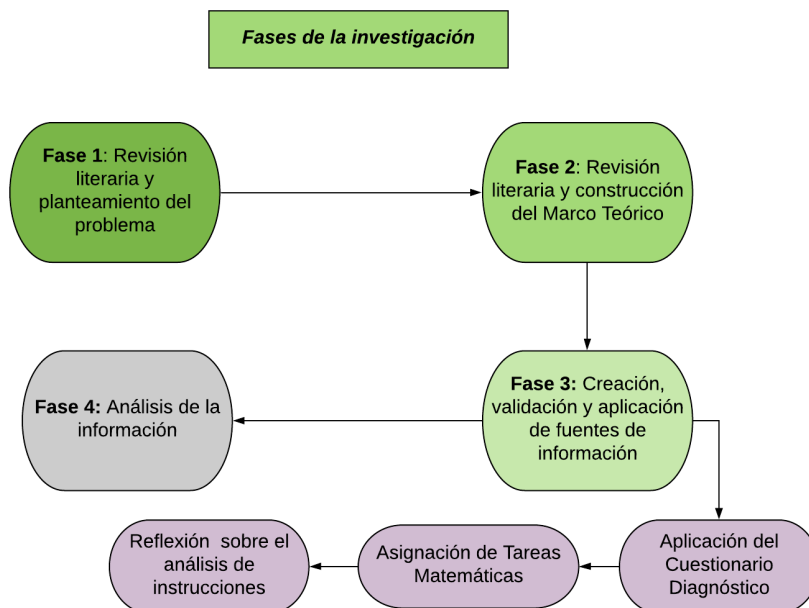 Fases de la investigación
Fase 1: Revisión
literaria y
planteamiento del
problema
Fase 2: Revisión
literaria y construcción
del Marco Teórico
Fase 3: Creación,
validación y aplicación
de fuentes de
información
Fase 4: Análisis de la
información
Aplicación del
Cuestionario
Diagnóstico
Asignación de Tareas
Matemáticas
Reflexión sobre el
análisis de
instrucciones